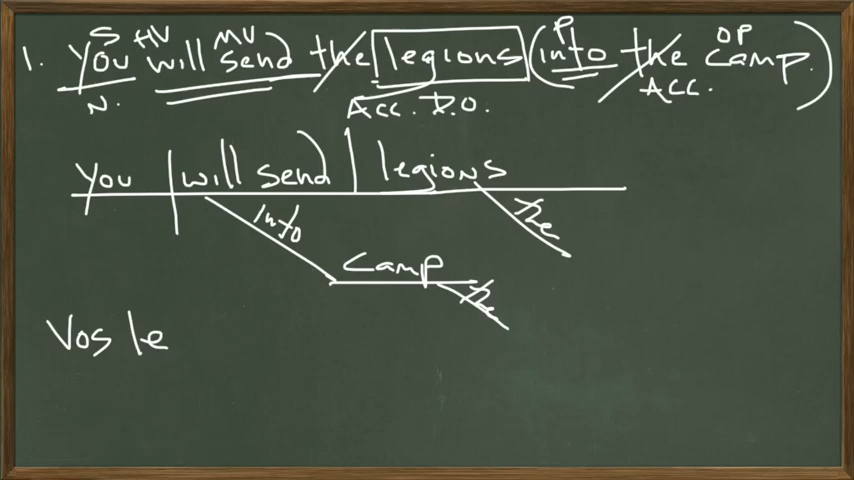 S HV MV P OP
1. You will send the legions (into the camp.)
N. Acc. D.O. Acc.
you will send legions
into the
camp
the
Vos le